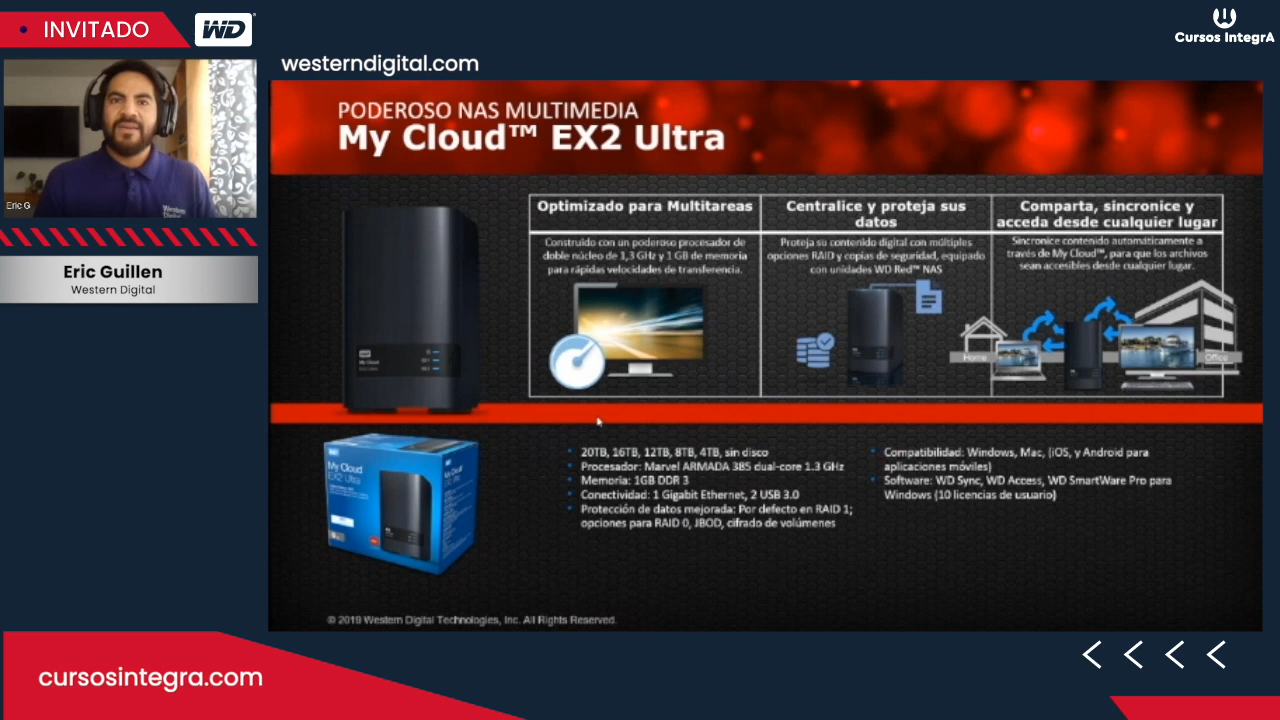 INVITADO
WD
Cursos IntegrA
westerndigital.com
PODEROSO NAS MULTIMEDIA
My Cloud™ EX2 Ultra
Eric G
Western
Eric Guillen
Western Digital
Optimizado para Multitareas
Construido con un poderoso procesador de
doble núcleo de 1,3 GHz y 1 GB de memoria
para rápidas velocidades de transferencia.
Centralice y proteja sus
datos
Proteja su contenido digital con múltiples
opciones RAID y copias de seguridad, equipado
con unidades WD Red™ NAS
Comparta, sincronice y
acceda desde cualquier lugar
Sincronice contenido automáticamente a
través de My Cloud™, para que los archivos
sean accesibles desde cualquier lugar.
Home
Office
My Cloud
My Cloud
EX2 Ultra
• 20TB, 16TB, 12TB, 8TB, 4TB, sin disco
• Procesador: Marvel ARMADA 385 dual-core 1.3 GHz
• Memoria: 1GB DDR 3
• Conectividad: 1 Gigabit Ethernet, 2 USB 3.0
• Protección de datos mejorada: Por defecto en RAID 1;
opciones para RAID 0, JBOD, cifrado de volúmenes
• Compatibilidad: Windows, Mac, (iOS, y Android para
aplicaciones móviles)
• Software: WD Sync, WD Access, WD SmartWare Pro para
Windows (10 licencias de usuario)
© 2019 Western Digital Technologies, Inc. All Rights Reserved.
cursosintegra.com